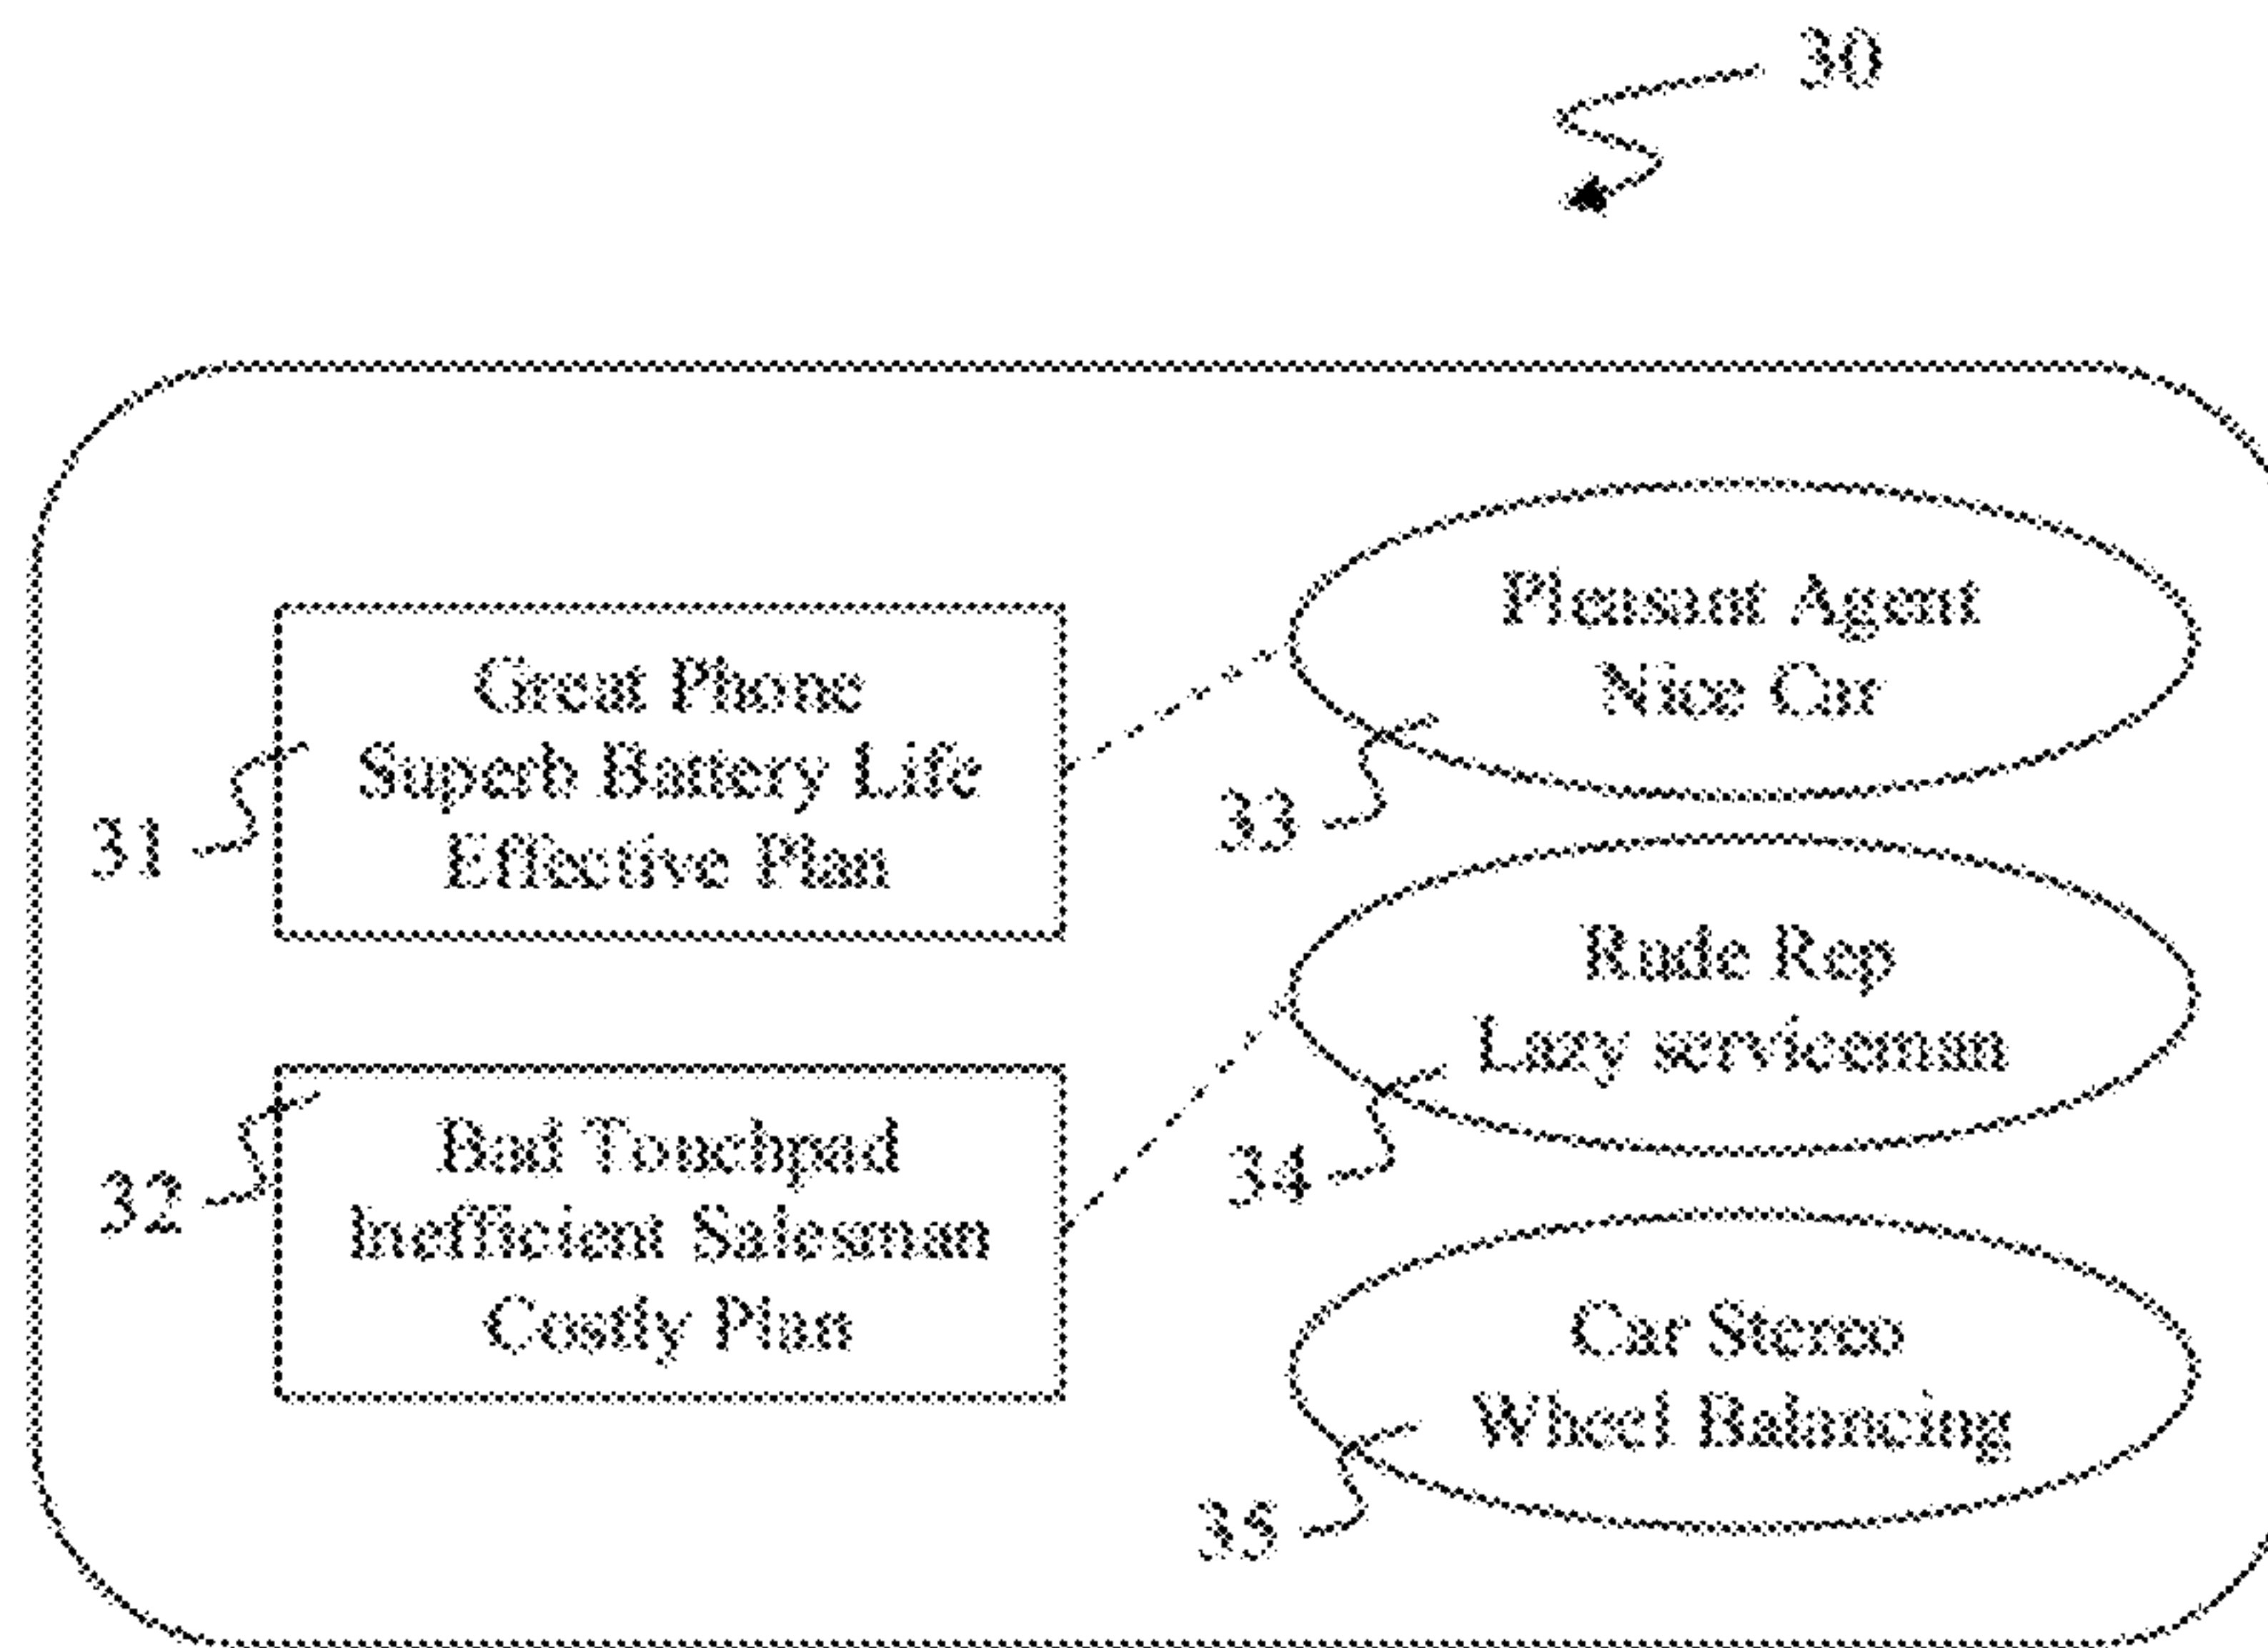 30
Great Phone
Superb Battery Life
Effective Plan
31
Bad Touchpad
Inefficient Salesman
Costly Plan
32
Pleasant Agent
Nice Car
33
Rude Rep
Lazy serviceman
34
Car Stereo
Wheel Balancing
35